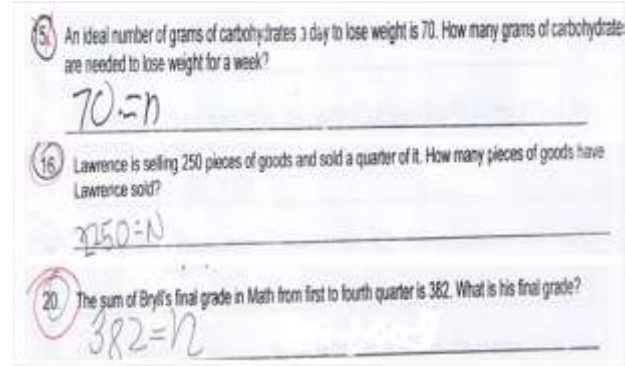 15. An ideal number of grams of carbohydrates a day to lose weight is 70. How many grams of carbohydrate
are needed to lose weight for a week?
70 = n
16. Lawrence is selling 250 pieces of goods and sold a quarter of it. How many pieces of goods have
Lawrence sold?
250 = N
20. The sum of Bryll's final grade in Math from first to fourth quarter is 382. What is his final grade?
382 = n